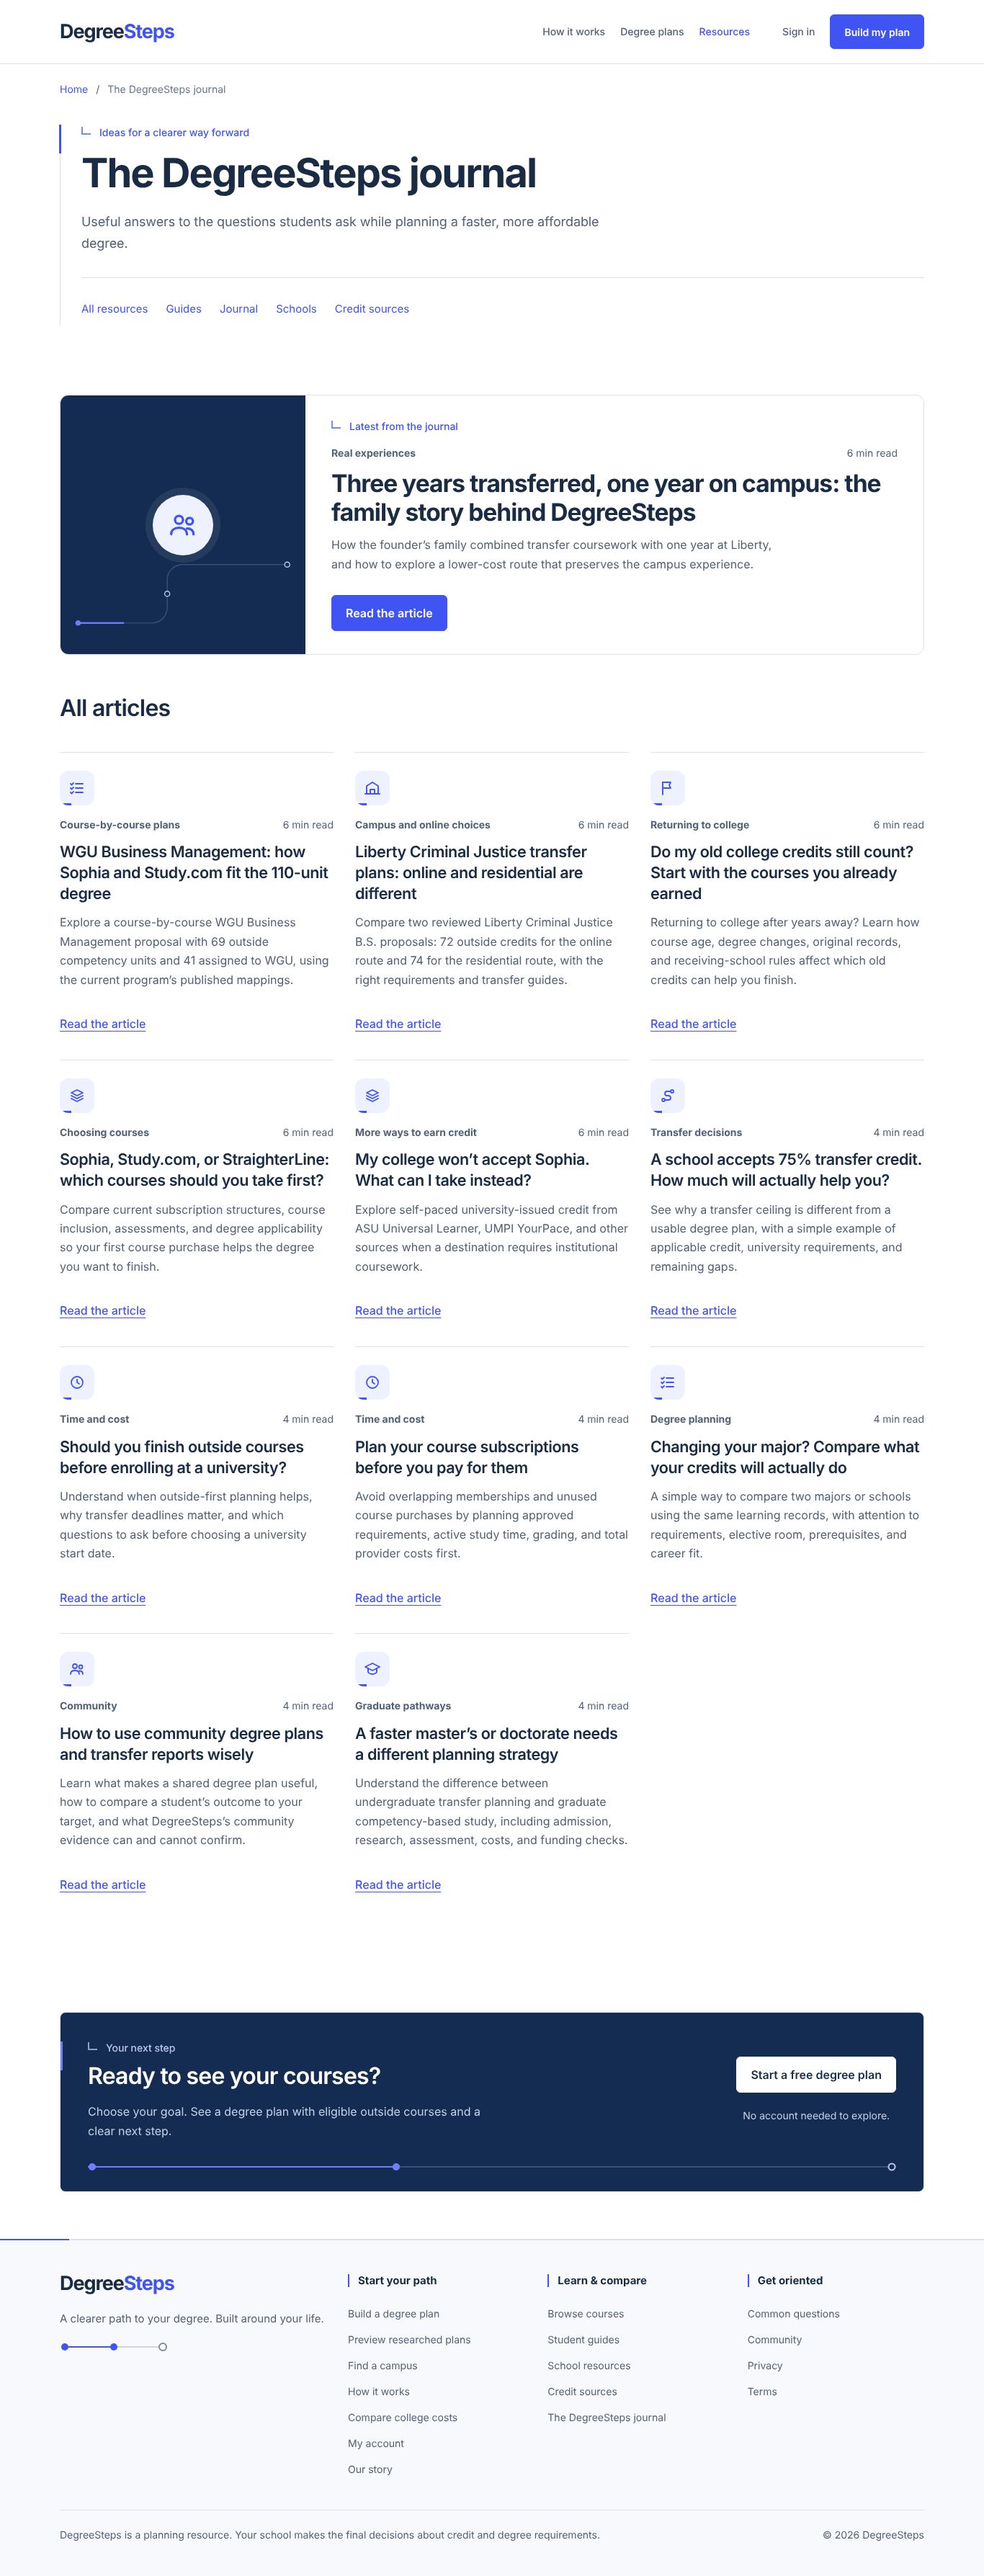 DegreeSteps
How it works
Degree plans
Resources
Sign in
Build my plan
Home / The DegreeSteps journal
Ideas for a clearer way forward
The DegreeSteps journal
Useful answers to the questions students ask while planning a faster, more affordable
degree.
All resources
Guides
Journal
Schools
Credit sources
Latest from the journal
Real experiences
6 min read
Three years transferred, one year on campus: the
family story behind DegreeSteps
How the founder’s family combined transfer coursework with one year at Liberty,
and how to explore a lower-cost route that preserves the campus experience.
Read the article
All articles
Course-by-course plans
6 min read
WGU Business Management: how
Sophia and Study.com fit the 110-unit
degree
Explore a course-by-course WGU Business
Management proposal with 69 outside
competency units and 41 assigned to WGU, using
the current program’s published mappings.
Read the article
Campus and online choices
6 min read
Liberty Criminal Justice transfer
plans: online and residential are
different
Compare two reviewed Liberty Criminal Justice
B.S. proposals: 72 outside credits for the online
route and 74 for the residential route, with the
right requirements and transfer guides.
Read the article
Returning to college
6 min read
Do my old college credits still count?
Start with the courses you already
earned
Returning to college after years away? Learn how
course age, degree changes, original records,
and receiving-school rules affect which old
credits can help you finish.
Read the article
Choosing courses
6 min read
Sophia, Study.com, or StraighterLine:
which courses should you take first?
Compare current subscription structures, course
inclusion, assessments, and degree applicability
so your first course purchase helps the degree
you want to finish.
Read the article
More ways to earn credit
6 min read
My college won’t accept Sophia.
What can I take instead?
Explore self-paced university-issued credit from
ASU Universal Learner, UMPI YourPace, and other
sources when a destination requires institutional
coursework.
Read the article
Transfer decisions
4 min read
A school accepts 75% transfer credit.
How much will actually help you?
See why a transfer ceiling is different from a
usable degree plan, with a simple example of
applicable credit, university requirements, and
remaining gaps.
Read the article
Time and cost
4 min read
Should you finish outside courses
before enrolling at a university?
Understand when outside-first planning helps,
why transfer deadlines matter, and which
questions to ask before choosing a university
start date.
Read the article
Time and cost
4 min read
Plan your course subscriptions
before you pay for them
Avoid overlapping memberships and unused
course purchases by planning approved
requirements, active study time, grading, and total
provider costs first.
Read the article
Degree planning
4 min read
Changing your major? Compare what
your credits will actually do
A simple way to compare two majors or schools
using the same learning records, with attention to
requirements, elective room, prerequisites, and
career fit.
Read the article
Community
4 min read
How to use community degree plans
and transfer reports wisely
Learn what makes a shared degree plan useful,
how to compare a student’s outcome to your
target, and what DegreeSteps’s community
evidence can and cannot confirm.
Read the article
Graduate pathways
4 min read
A faster master’s or doctorate needs
a different planning strategy
Understand the difference between
undergraduate transfer planning and graduate
competency-based study, including admission,
research, assessment, costs, and funding checks.
Read the article
Your next step
Ready to see your courses?
Choose your goal. See a degree plan with eligible outside courses and a
clear next step.
Start a free degree plan
No account needed to explore.
DegreeSteps
A clearer path to your degree. Built around your life.
Start your path
Build a degree plan
Preview researched plans
Find a campus
How it works
Compare college costs
My account
Our story
Learn & compare
Browse courses
Student guides
School resources
Credit sources
The DegreeSteps journal
Get oriented
Common questions
Community
Privacy
Terms
DegreeSteps is a planning resource. Your school makes the final decisions about credit and degree requirements.
© 2026 DegreeSteps